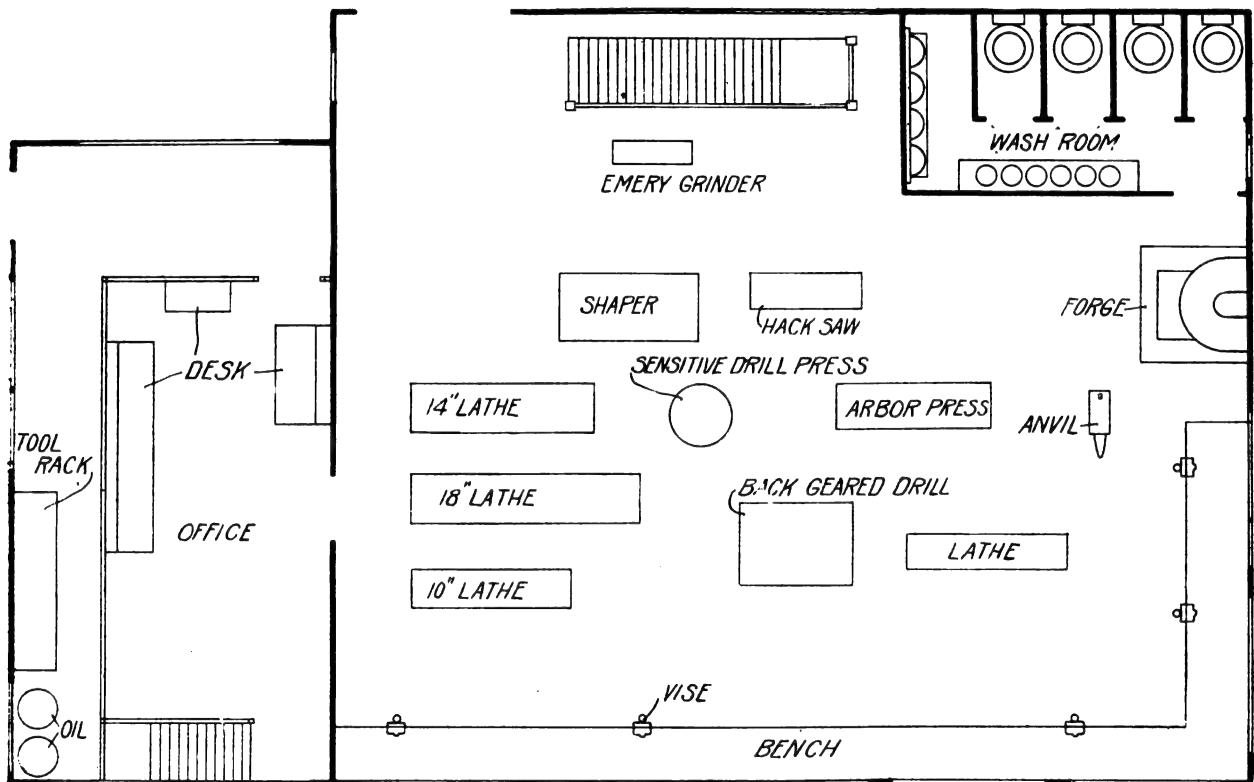 WASH ROOM
EMERY GRINDER
SHAPER
HACK SAW
FORGE
DESK
SENSITIVE DRILL PRESS
14" LATHE
ARBOR PRESS
ANVIL
TOOL
RACK
18" LATHE
BACK GEARED DRILL
OFFICE
LATHE
10" LATHE
VISE
OIL
BENCH